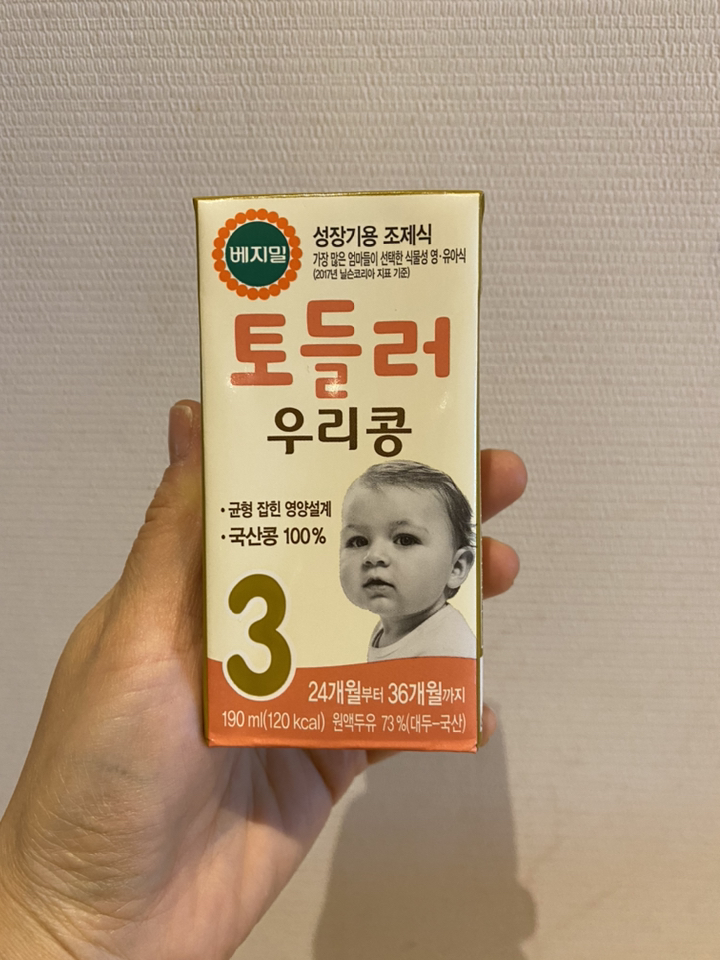 베지밀
성장기용 조제식
가장 많은 엄마들이 선택한 식물성 영·유아식
(2017년 닐슨코리아 지표 기준)
토들러
우리콩
• 균형 잡힌 영양설계
• 국산콩 100%
3
24개월부터 36개월까지
190 ml(120 kcal) 원액두유 73%(대두–국산)